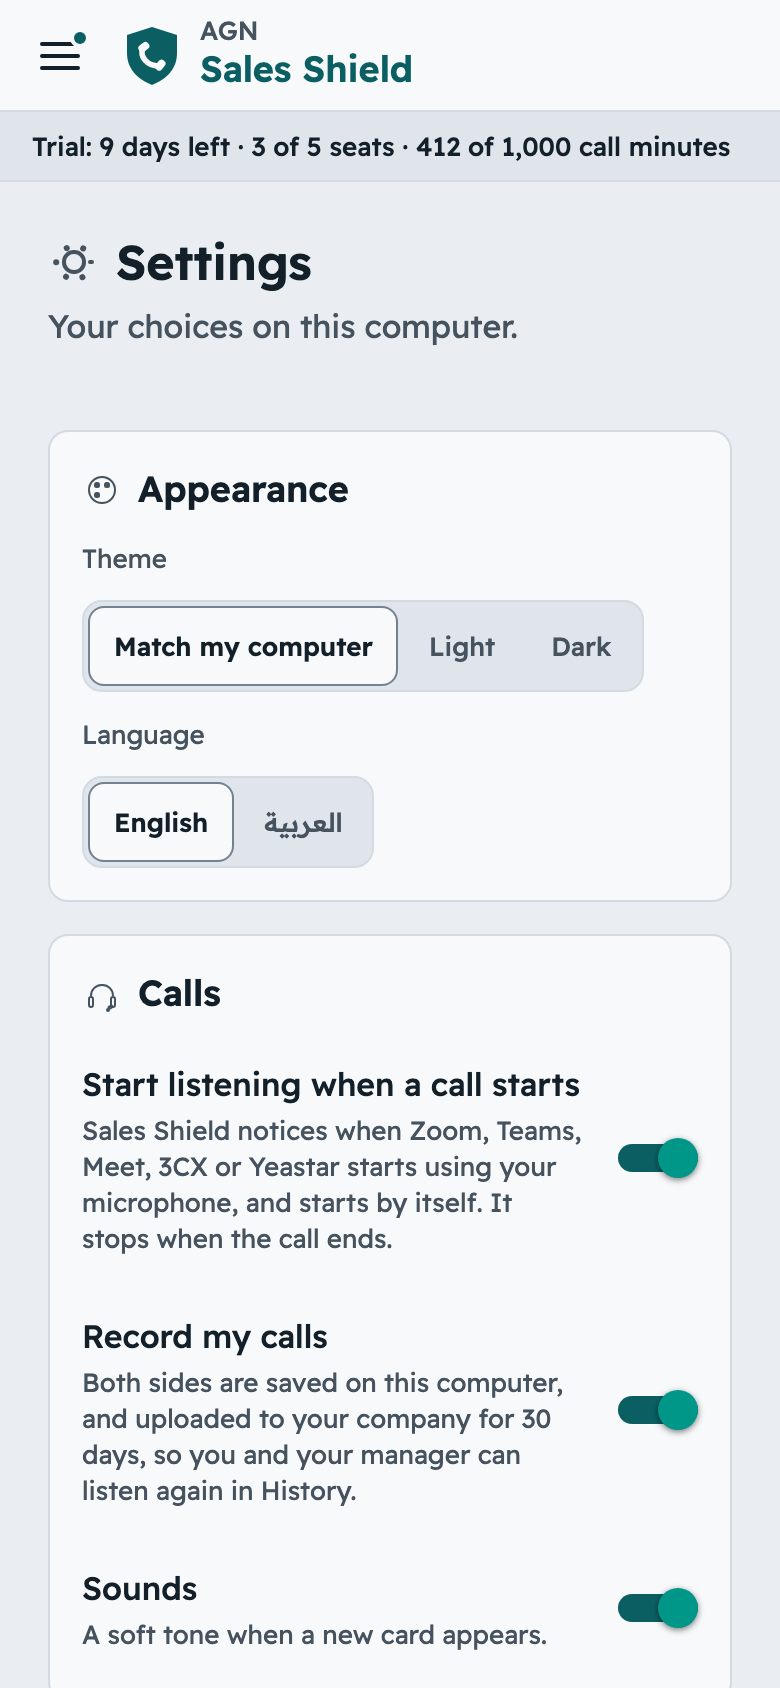 AGN
Sales Shield
Trial: 9 days left · 3 of 5 seats · 412 of 1,000 call minutes
Settings
Your choices on this computer.
Appearance
Theme
Match my computer Light Dark
Language
English العربية
Calls
Start listening when a call starts
Sales Shield notices when Zoom, Teams,
Meet, 3CX or Yeastar starts using your
microphone, and starts by itself. It
stops when the call ends.
Record my calls
Both sides are saved on this computer,
and uploaded to your company for 30
days, so you and your manager can
listen again in History.
Sounds
A soft tone when a new card appears.